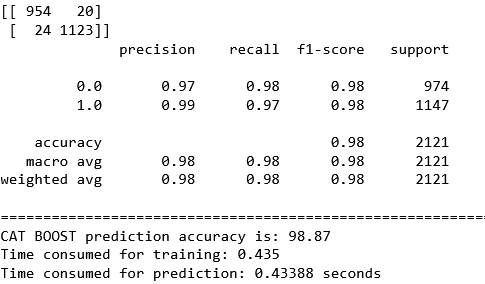 [[ 954 20]
[ 24 1123]]
precision recall f1-score support
0.0 0.97 0.98 0.98 974
1.0 0.99 0.97 0.98 1147
accuracy 0.98 2121
macro avg 0.98 0.98 0.98 2121
weighted avg 0.98 0.98 0.98 2121
======================================================
CAT BOOST prediction accuracy is: 98.87
Time consumed for training: 0.435
Time consumed for prediction: 0.43388 seconds